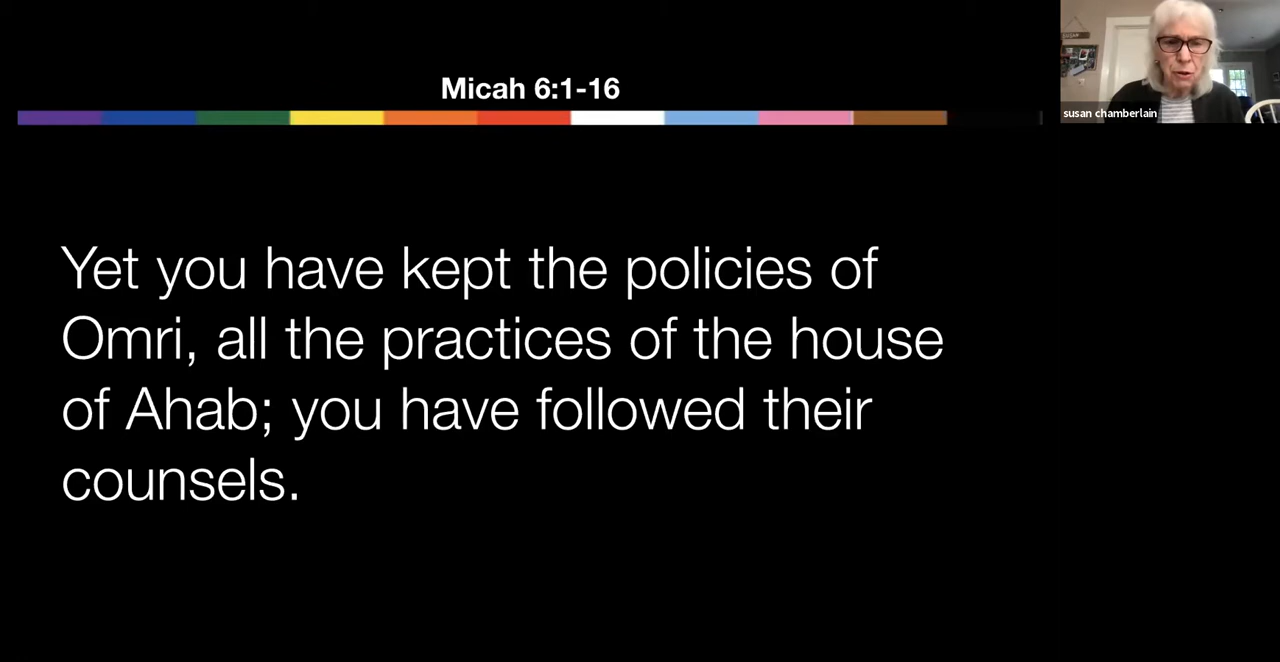 Micah 6:1-16
susan chamberlain
Yet you have kept the policies of
Omri, all the practices of the house
of Ahab; you have followed their
counsels.